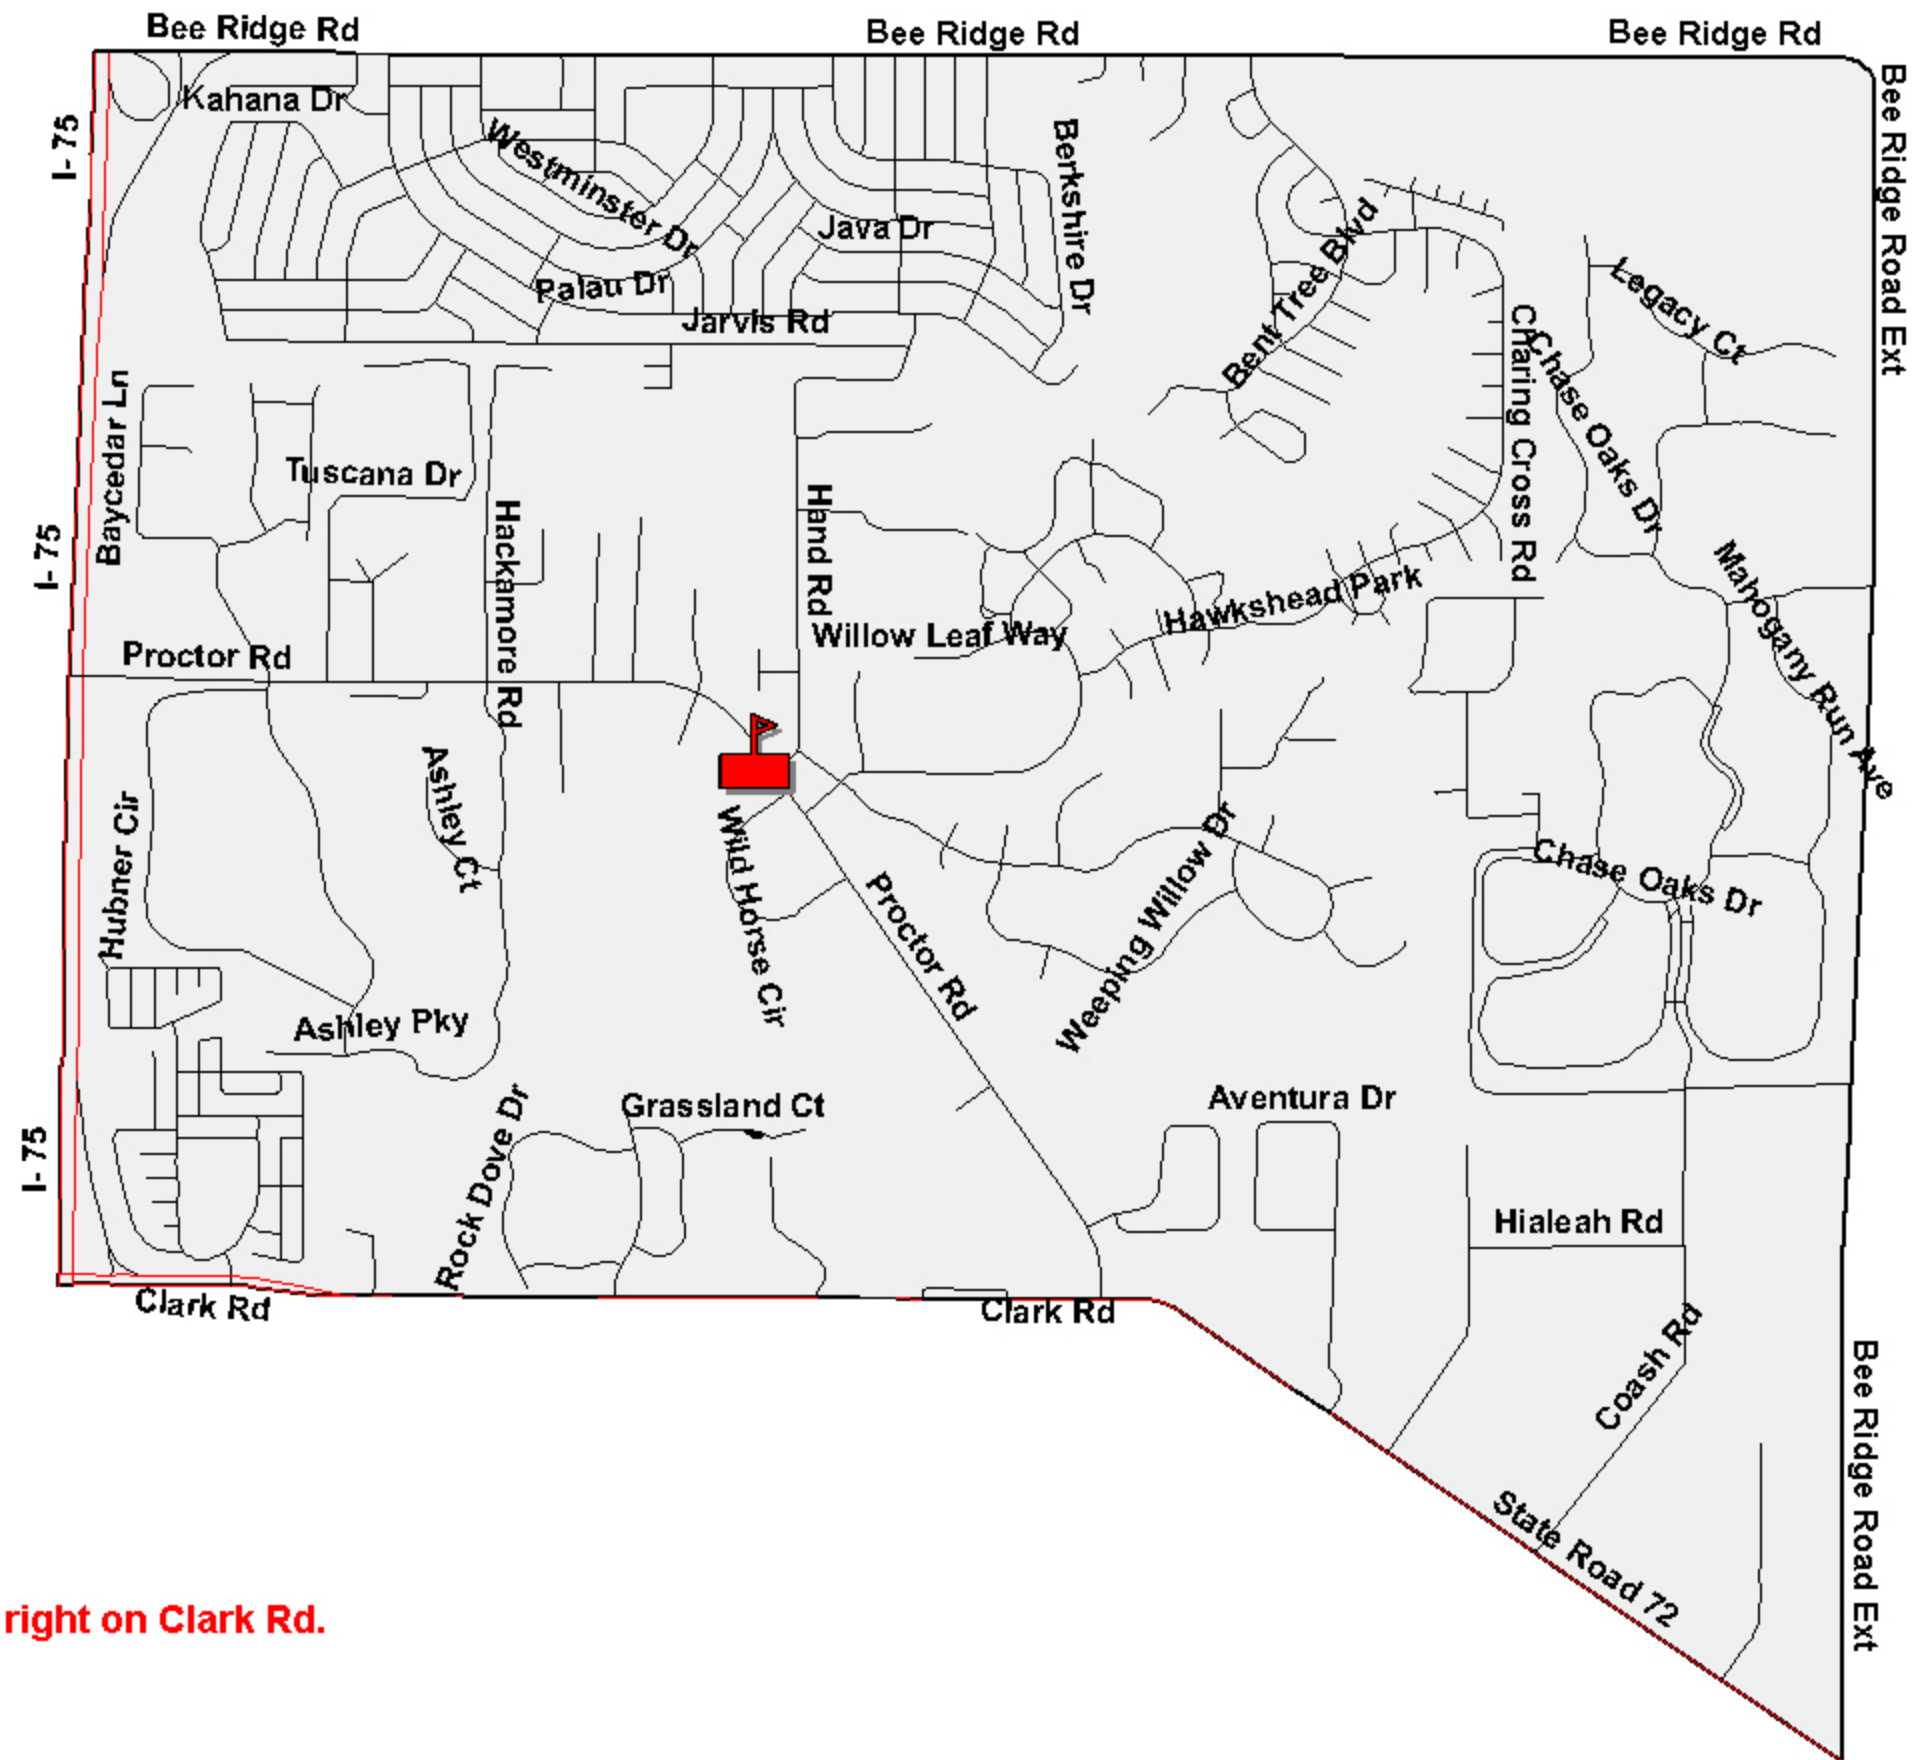 Bee Ridge Rd
Bee Ridge Rd
Bee Ridge Rd
Bee Ridge Road Ext
Kahana Dr
I-75
Westminster Dr
Berkshire Dr
Java Dr
Bent Tree Blvd
Palau Dr
Jarvis Rd
Legacy Ct
Charing Cross Rd
Chase Oaks Dr
Baycedar Ln
Tuscana Dr
Hackamore Rd
Hand Rd
I-75
Mahogany Run Ave
Hawkshead Park
Willow Leaf Way
Proctor Rd
Ashley Ct
Hubner Cir
Wild Horse Cir
Proctor Rd
Weeping Willow Dr
Chase Oaks Dr
Ashley Pky
Rock Dove Dr
Grassland Ct
Aventura Dr
I-75
Hialeah Rd
Clark Rd
Clark Rd
Coash Rd
Bee Ridge Road Ext
State Road 72
right on Clark Rd.